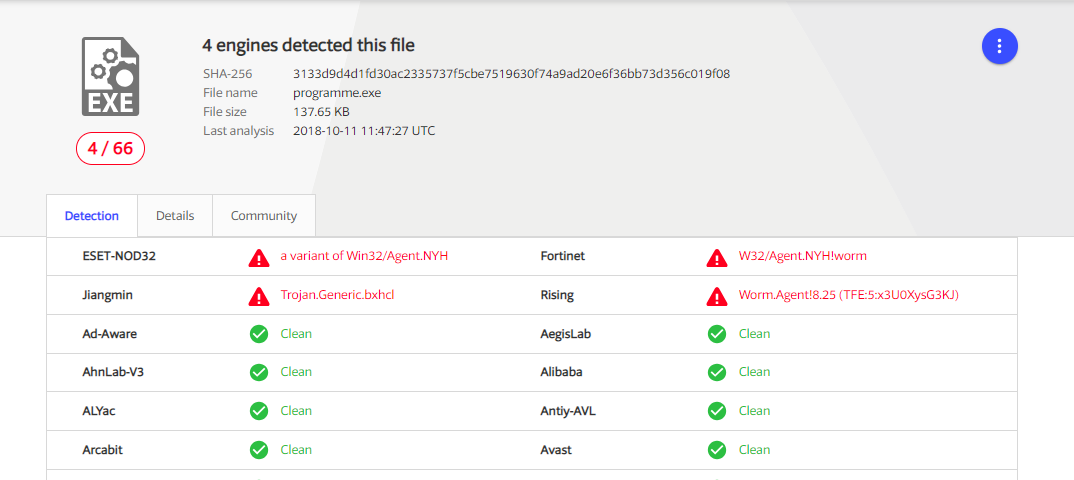 4 engines detected this file
SHA-256 3133d9d4d1fd30ac2335737f5cbe7519630f74a9ad20e6f36bb73d356c019f08
File name programme.exe
File size 137.65 KB
Last analysis 2018-10-11 11:47:27 UTC
EXE
4 / 66
Detection Details Community
ESET-NOD32 a variant of Win32/Agent.NYH Fortinet W32/Agent.NYH!worm
Jiangmin Trojan.Generic.bxhcl Rising Worm.Agent!8.25 (TFE:5:x3U0XysG3KJ)
Ad-Aware Clean AegisLab Clean
AhnLab-V3 Clean Alibaba Clean
ALYac Clean Antiy-AVL Clean
Arcabit Clean Avast Clean